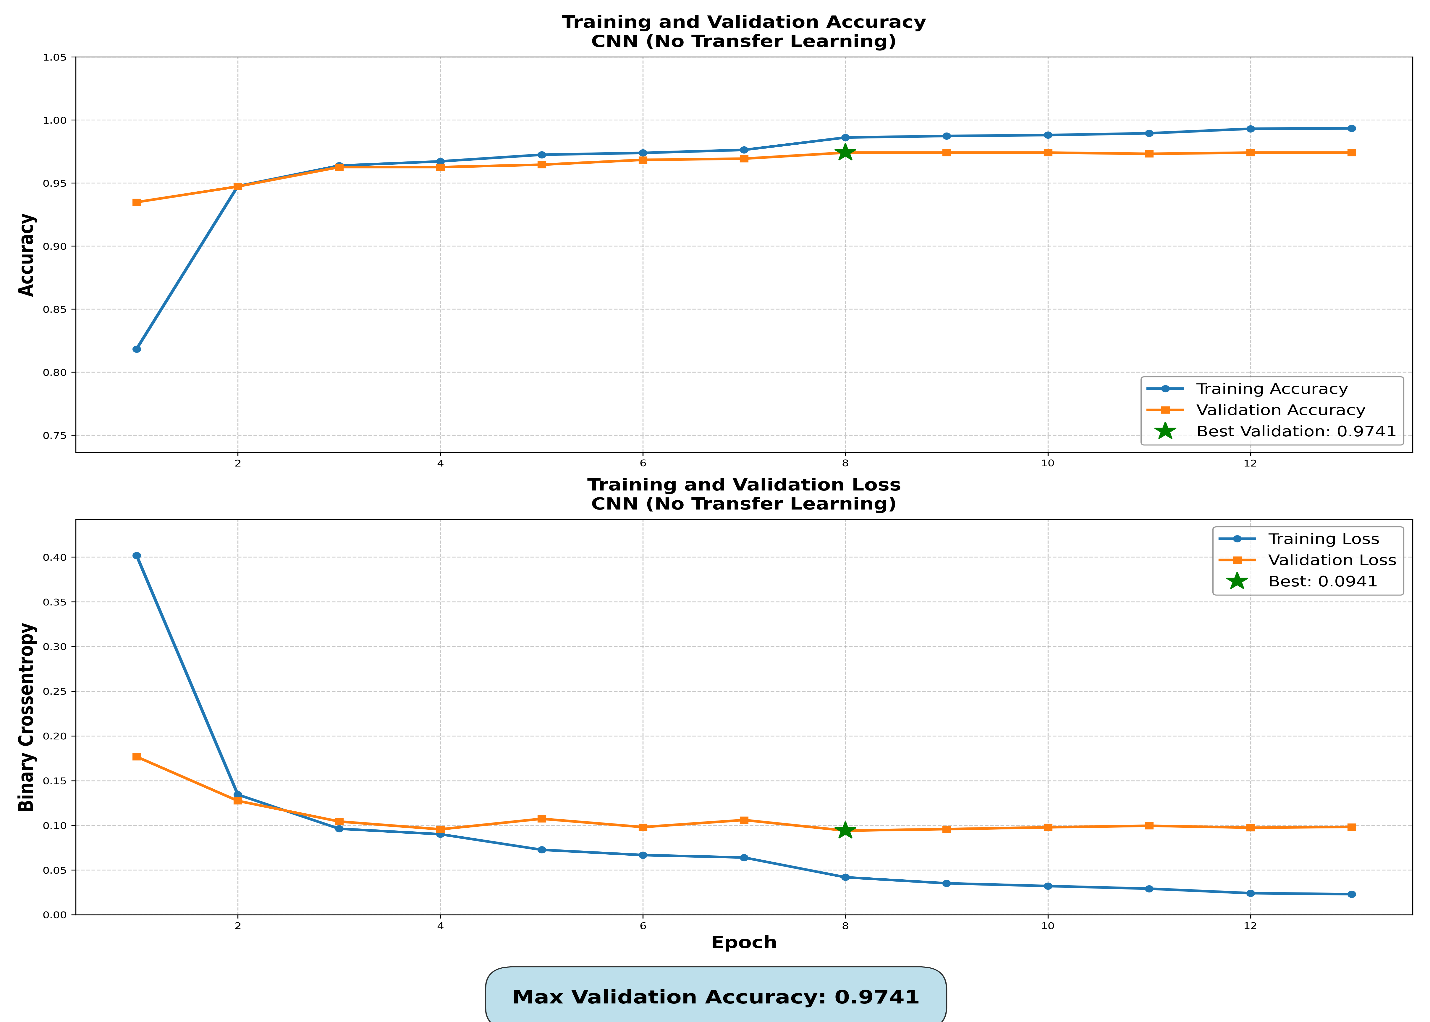 Training and Validation Accuracy
CNN (No Transfer Learning)
1.05
1.00
0.95
0.90
0.85
0.80
0.75
Accuracy
Training Accuracy
Validation Accuracy
Best Validation: 0.9741
2 4 6 8 10 12
Training and Validation Loss
CNN (No Transfer Learning)
Training Loss
Validation Loss
Best: 0.0941
0.40
0.35
0.30
0.25
0.20
0.15
0.10
0.05
0.00
Binary Crossentropy
2 4 6 8 10 12
Epoch
Max Validation Accuracy: 0.9741